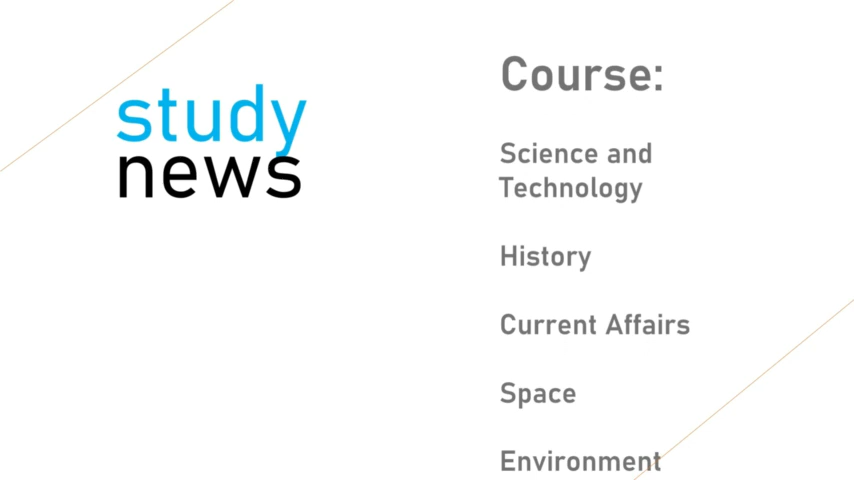 study
news
Course:
Science and
Technology
History
Current Affairs
Space
Environment